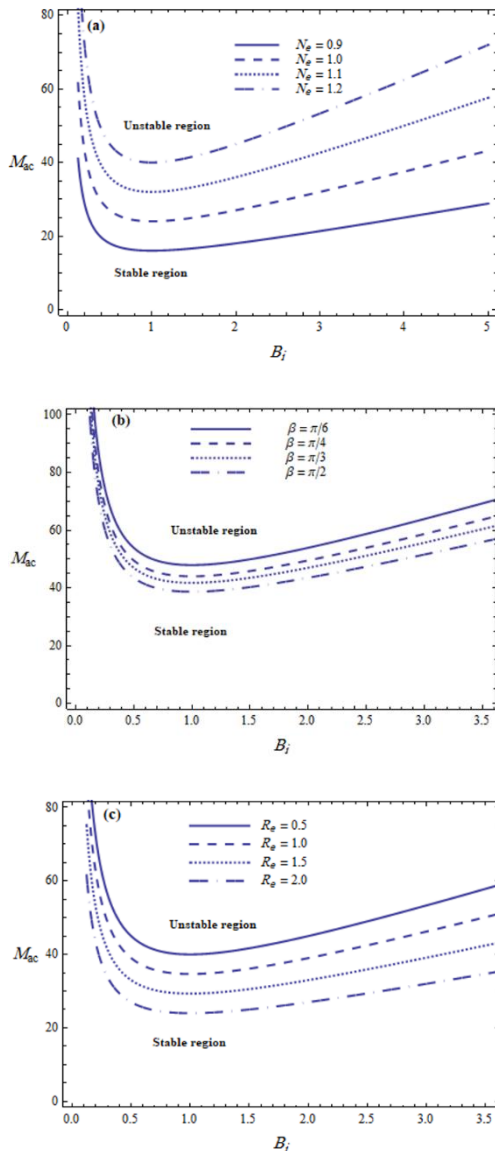 (a)
N_e = 0.9
N_e = 1.0
N_e = 1.1
N_e = 1.2
80
60
40
20
0
M_ac
Unstable region
Stable region
0 1 2 3 4 5
B_i
(b)
β = π/6
β = π/4
β = π/3
β = π/2
100
80
60
40
20
0
M_ac
Unstable region
Stable region
0.0 0.5 1.0 1.5 2.0 2.5 3.0 3.5
B_i
(c)
R_e = 0.5
R_e = 1.0
R_e = 1.5
R_e = 2.0
80
60
40
20
0
M_ac
Unstable region
Stable region
0.0 0.5 1.0 1.5 2.0 2.5 3.0 3.5
B_i